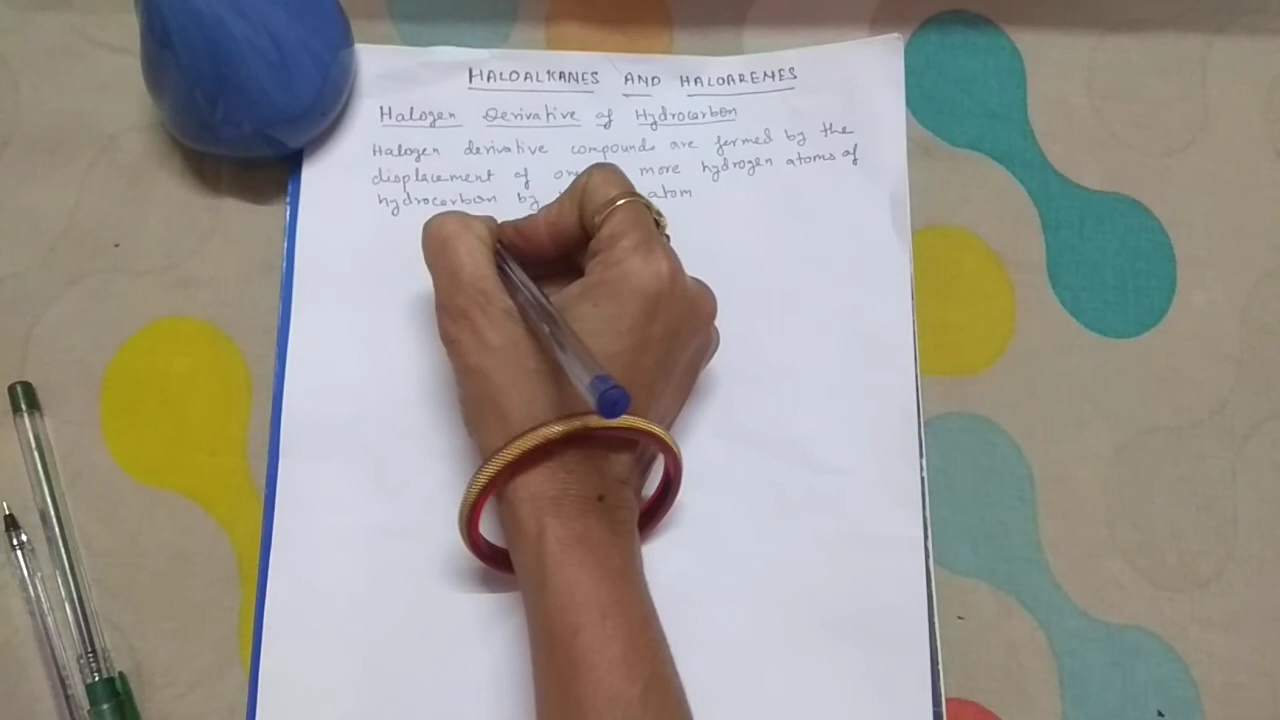 HALOALKANES AND HALOARENES
Halogen Derivative of Hydrocarbon
Halogen derivative compounds are formed by the
displacement of more hydrogen atoms of
hydrocarbon by atom